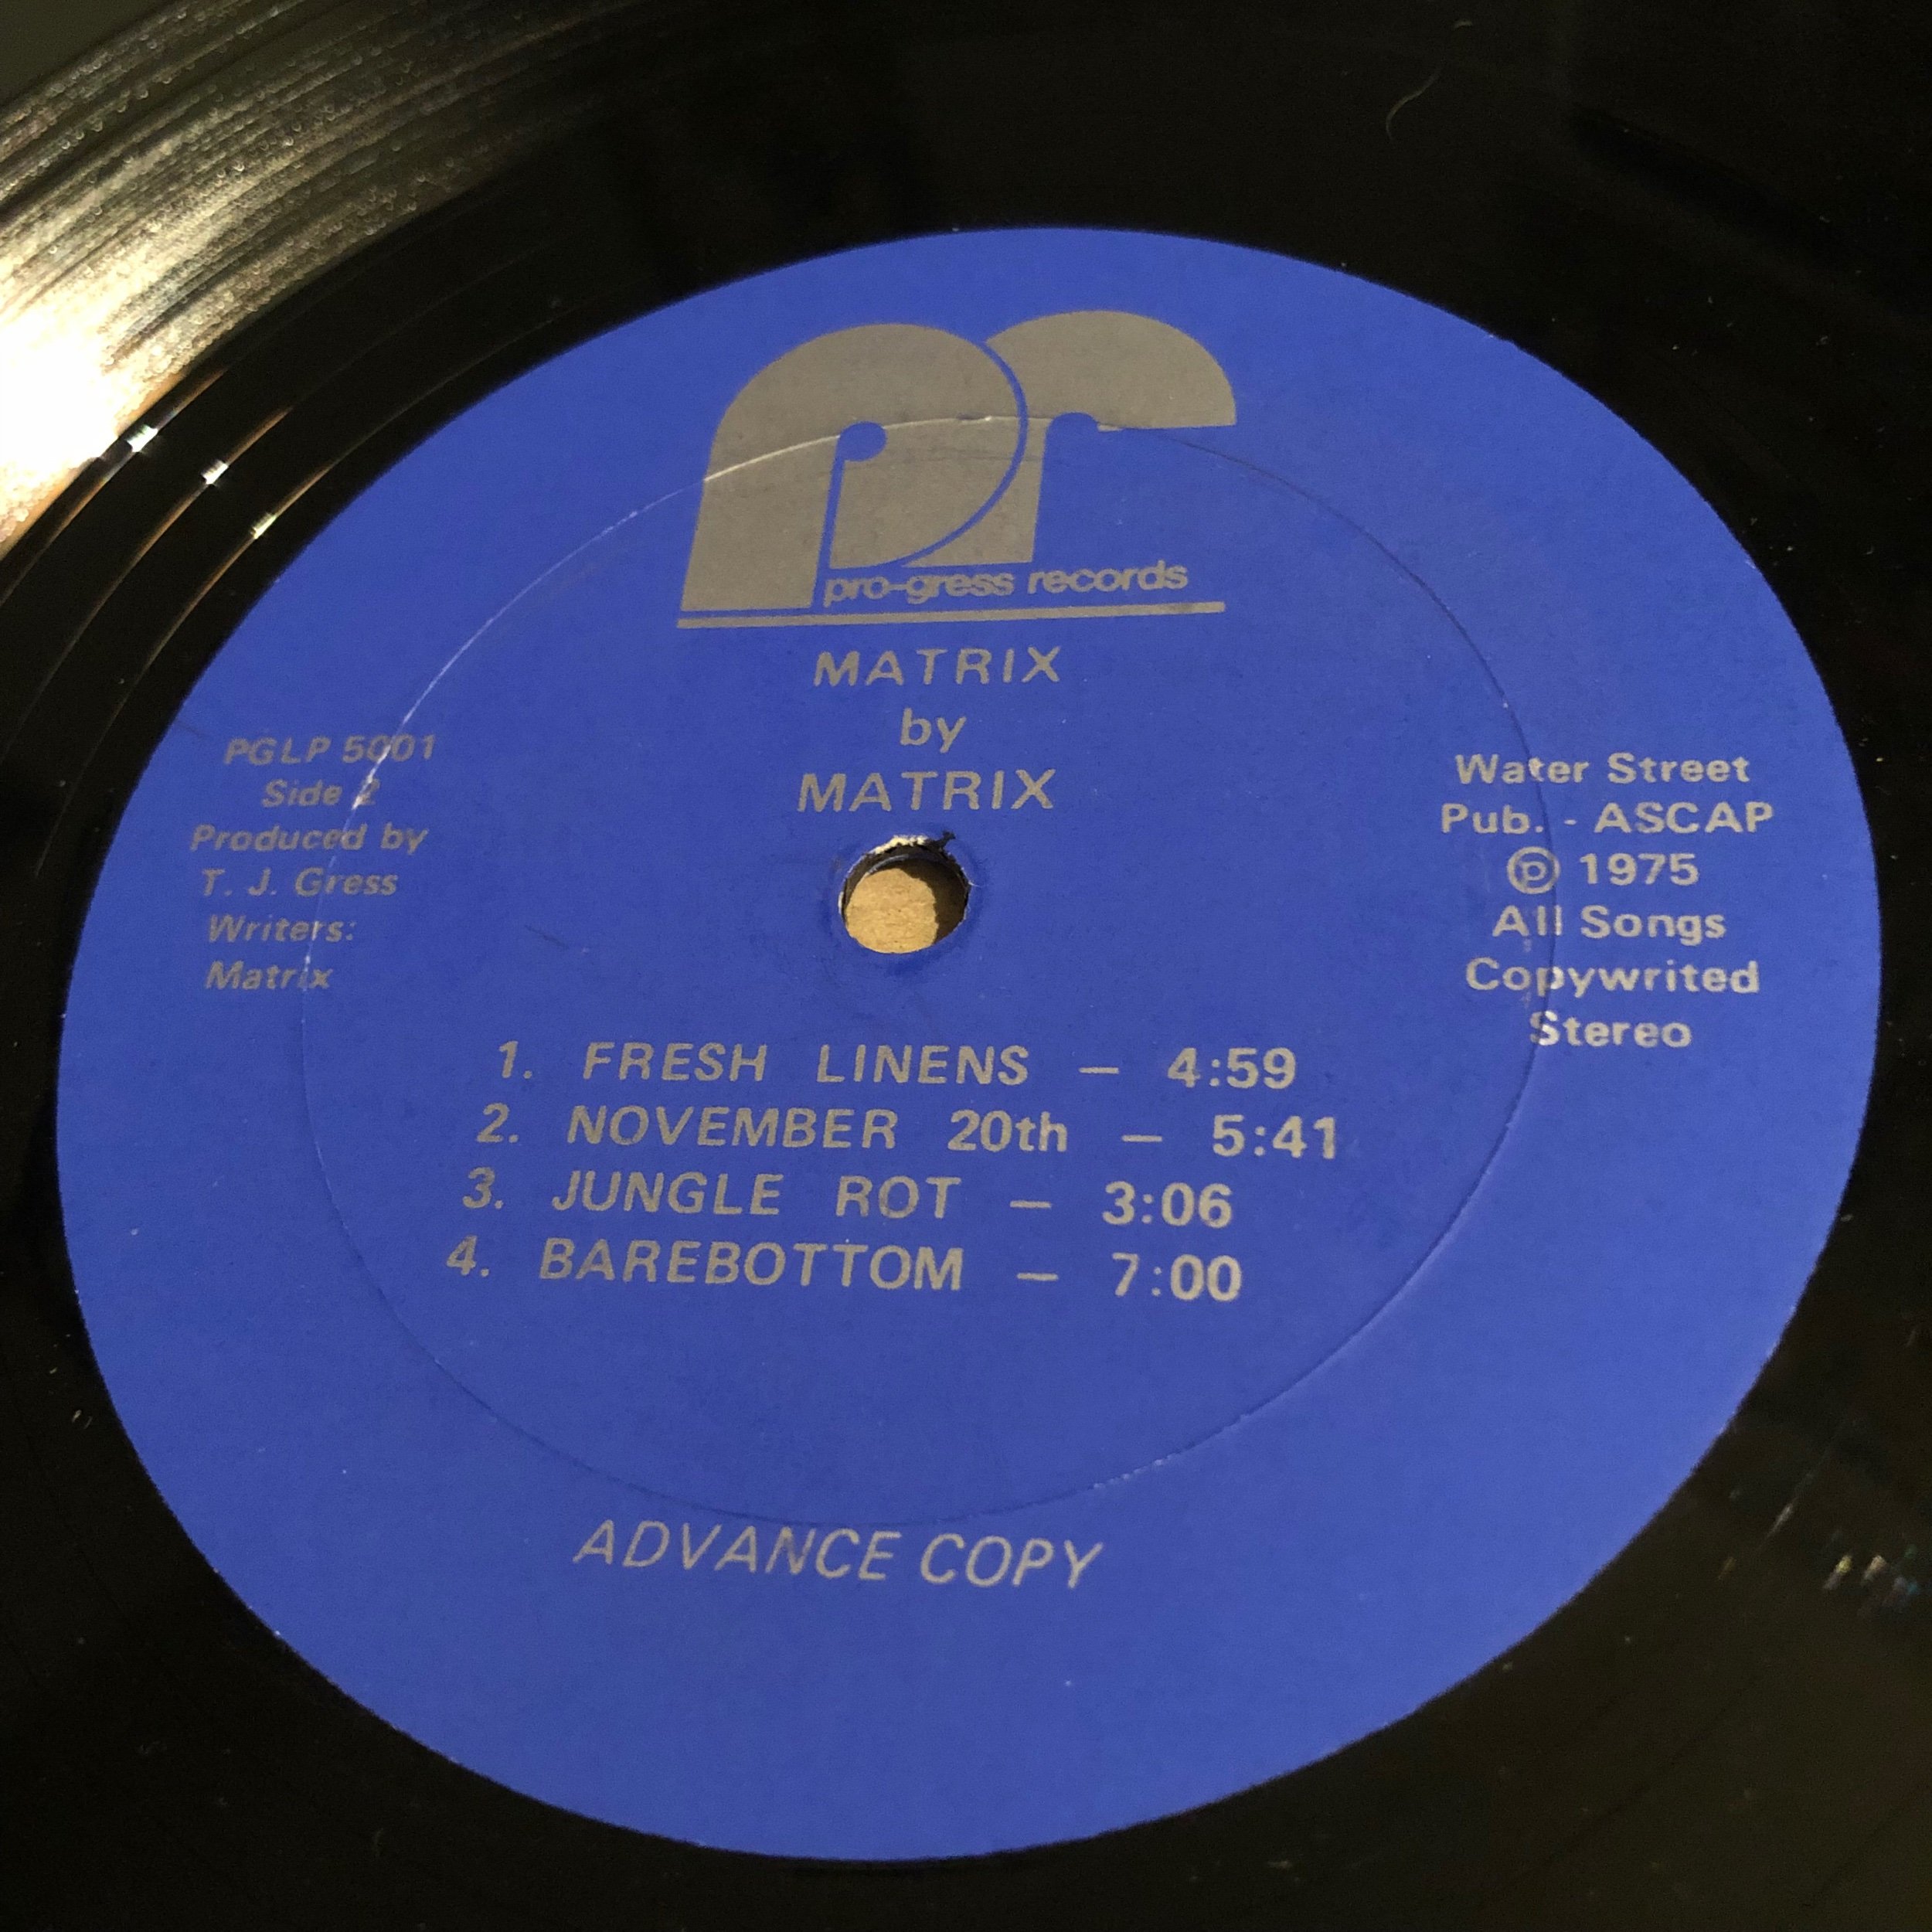 pr
pro-gress records
MATRIX
by
MATRIX
PGLP 5001
Side 2
Produced by
T. J. Gress
Writers:
Matrix
Water Street
Pub. - ASCAP
℗ 1975
All Songs
Copywrited
Stereo
1. FRESH LINENS — 4:59
2. NOVEMBER 20th — 5:41
3. JUNGLE ROT — 3:06
4. BAREBOTTOM — 7:00
ADVANCE COPY